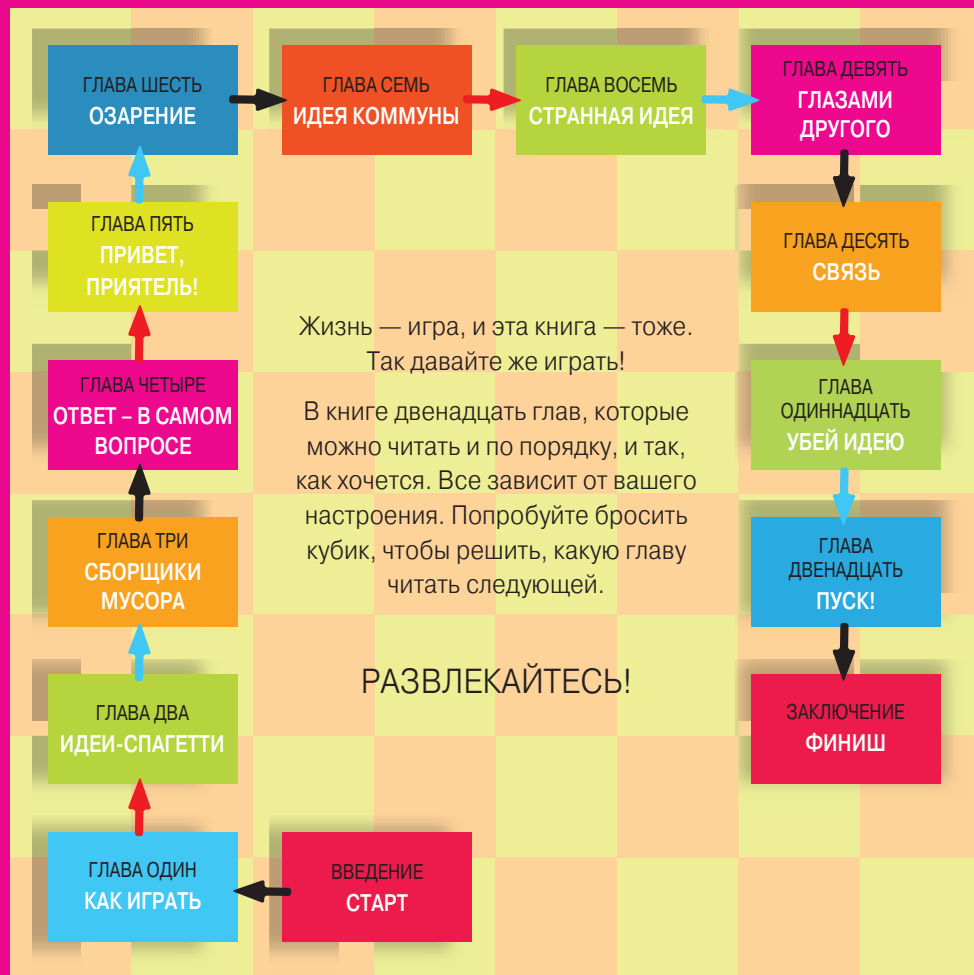 ГЛАВА ШЕСТЬ
ОЗАРЕНИЕ
ГЛАВА СЕМЬ
ИДЕЯ КОММУНЫ
ГЛАВА ВОСЕМЬ
СТРАННАЯ ИДЕЯ
ГЛАВА ДЕВЯТЬ
ГЛАЗАМИ
ДРУГОГО
ГЛАВА ПЯТЬ
ПРИВЕТ,
ПРИЯТЕЛЬ!
ГЛАВА ДЕСЯТЬ
СВЯЗЬ
Жизнь — игра, и эта книга — тоже.
Так давайте же играть!
В книге двенадцать глав, которые
можно читать и по порядку, и так,
как хочется. Все зависит от вашего
настроения. Попробуйте бросить
кубик, чтобы решить, какую главу
читать следующей.
РАЗВЛЕКАЙТЕСЬ!
ГЛАВА ЧЕТЫРЕ
ОТВЕТ – В САМОМ
ВОПРОСЕ
ГЛАВА
ОДИННАДЦАТЬ
УБЕЙ ИДЕЮ
ГЛАВА ТРИ
СБОРЩИКИ
МУСОРА
ГЛАВА
ДВЕНАДЦАТЬ
ПУСК!
ГЛАВА ДВА
ИДЕИ-СПАГЕТТИ
ЗАКЛЮЧЕНИЕ
ФИНИШ
ГЛАВА ОДИН
КАК ИГРАТЬ
ВВЕДЕНИЕ
СТАРТ